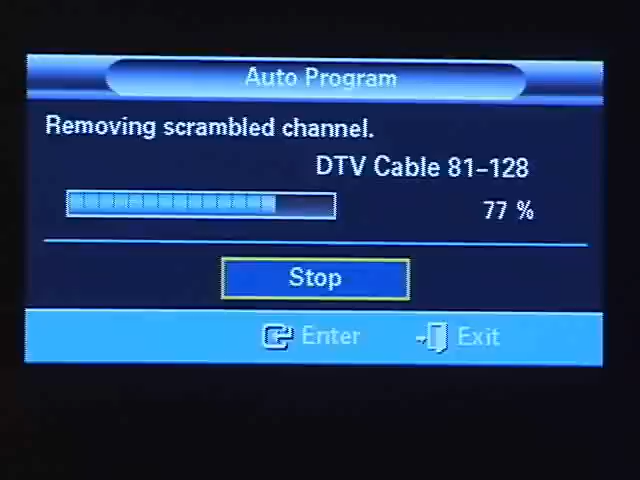 Auto Program
Removing scrambled channel.
DTV Cable 81-128
77 %
Stop
Enter Exit